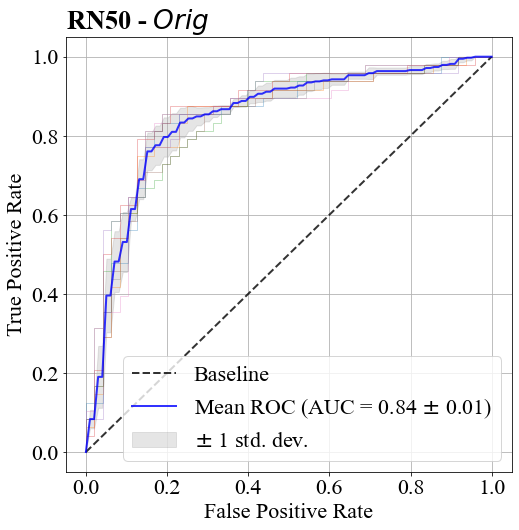 RN50 - Orig
True Positive Rate
1.0
0.8
0.6
0.4
0.2
0.0
Baseline
Mean ROC (AUC = 0.84 ± 0.01)
± 1 std. dev.
0.0 0.2 0.4 0.6 0.8 1.0
False Positive Rate